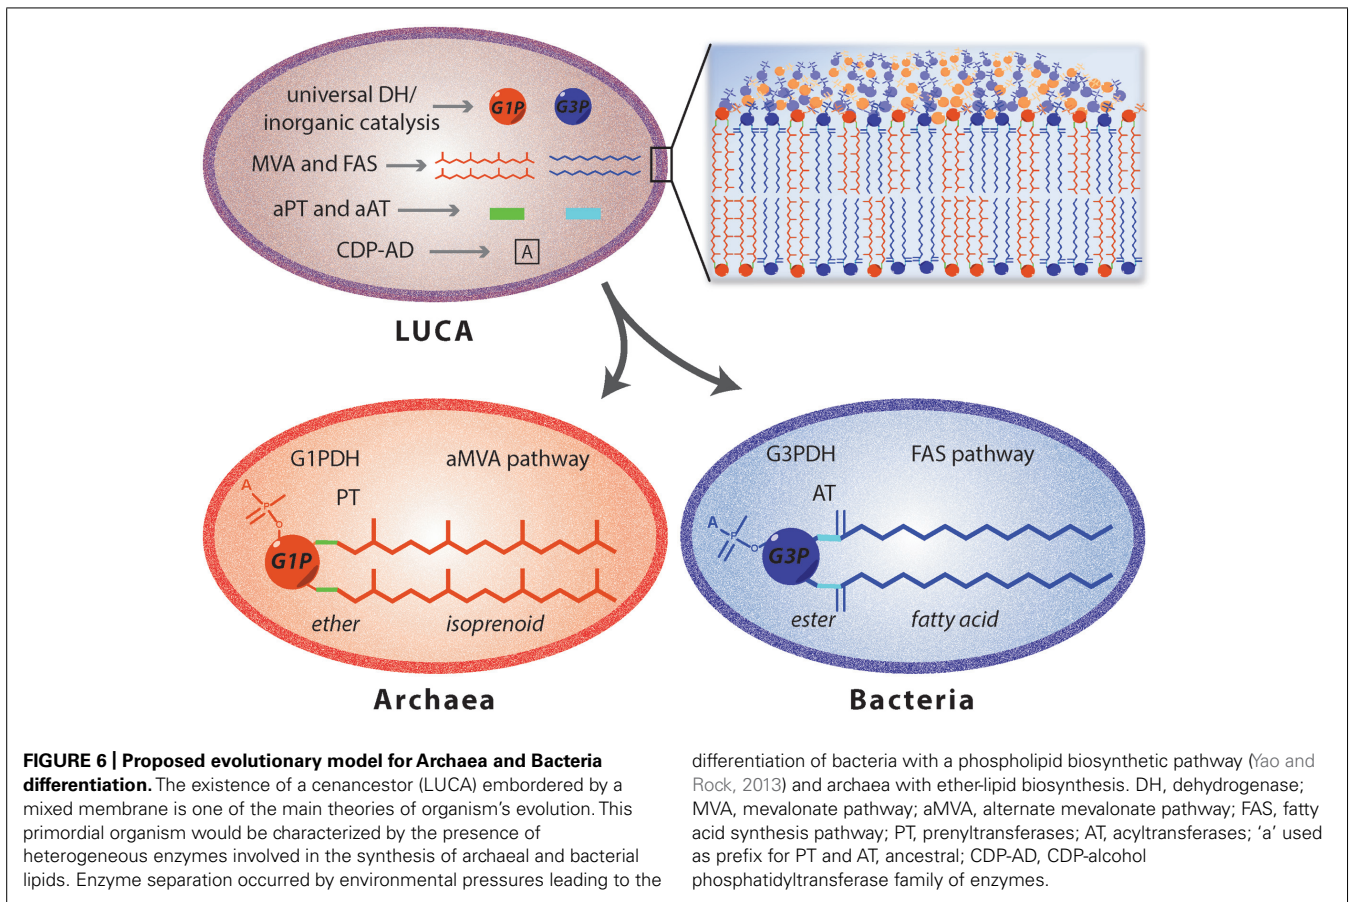 universal DH/
inorganic catalysis
G1P
G3P
MVA and FAS
aPT and aAT
CDP-AD
A
LUCA
G1PDH
aMVA pathway
PT
A
P
O
G1P
ether
isoprenoid
Archaea
G3PDH
FAS pathway
AT
A
P
O
G3P
ester
fatty acid
Bacteria
FIGURE 6 | Proposed evolutionary model for Archaea and Bacteria
differentiation. The existence of a cenancestor (LUCA) embordered by a
mixed membrane is one of the main theories of organism's evolution. This
primordial organism would be characterized by the presence of
heterogeneous enzymes involved in the synthesis of archaeal and bacterial
lipids. Enzyme separation occurred by environmental pressures leading to the
differentiation of bacteria with a phospholipid biosynthetic pathway (Yao and
Rock, 2013) and archaea with ether-lipid biosynthesis. DH, dehydrogenase;
MVA, mevalonate pathway; aMVA, alternate mevalonate pathway; FAS, fatty
acid synthesis pathway; PT, prenyltransferases; AT, acyltransferases; 'a' used
as prefix for PT and AT, ancestral; CDP-AD, CDP-alcohol
phosphatidyltransferase family of enzymes.